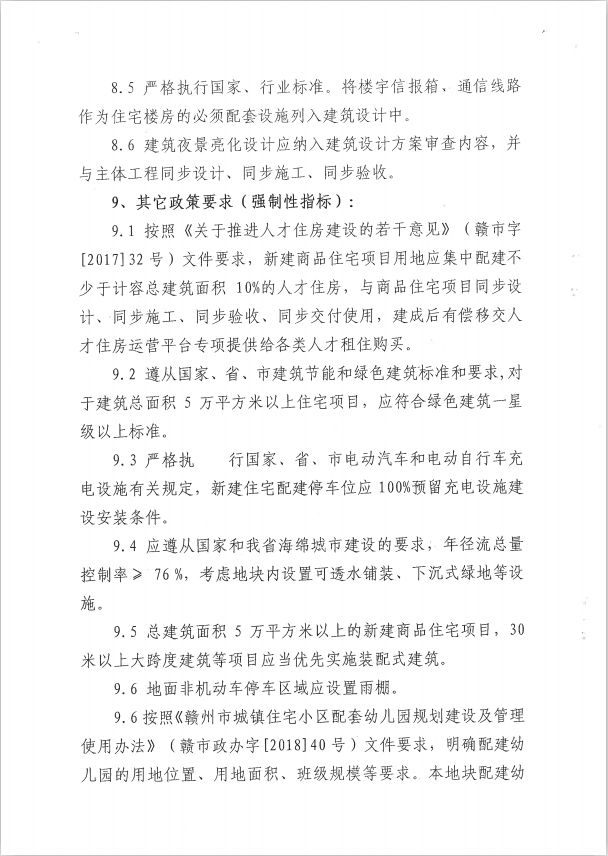 8.5 严格执行国家、行业标准。将楼宇信报箱、通信线路
作为住宅楼房的必须配套设施列入建筑设计中。
8.6 建筑夜景亮化设计应纳入建筑设计方案审查内容，并
与主体工程同步设计、同步施工、同步验收。
9、其它政策要求（强制性指标）：
9.1 按照《关于推进人才住房建设的若干意见》（赣市字
[2017]32 号）文件要求，新建商品住宅项目用地应集中配建不
少于计容总建筑面积 10%的人才住房，与商品住宅项目同步设
计、同步施工、同步验收、同步交付使用，建成后有偿移交人
才住房运营平台专项提供给各类人才租住购买。
9.2 遵从国家、省、市建筑节能和绿色建筑标准和要求,对
于建筑总面积 5 万平方米以上住宅项目，应符合绿色建筑一星
级以上标准。
9.3 严格执 行国家、省、市电动汽车和电动自行车充
电设施有关规定，新建住宅配建停车位应 100%预留充电设施建
设安装条件。
9.4 应遵从国家和我省海绵城市建设的要求，年径流总量
控制率≥ 76 %，考虑地块内设置可透水铺装、下沉式绿地等设
施。
9.5 总建筑面积 5 万平方米以上的新建商品住宅项目，30
米以上大跨度建筑等项目应当优先实施装配式建筑。
9.6 地面非机动车停车区域应设置雨棚。
9.6按照《赣州市城镇住宅小区配套幼儿园规划建设及管理
使用办法》（赣市政办字[2018]40 号）文件要求，明确配建幼
儿园的用地位置、用地面积、班级规模等要求。本地块配建幼